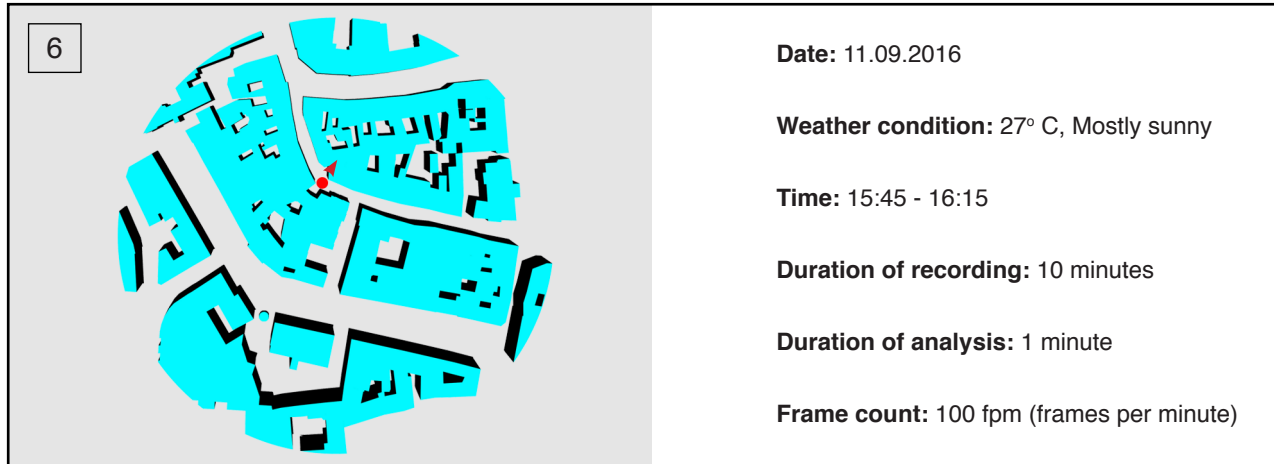 6
Date: 11.09.2016
Weather condition: 27º C, Mostly sunny
Time: 15:45 - 16:15
Duration of recording: 10 minutes
Duration of analysis: 1 minute
Frame count: 100 fpm (frames per minute)